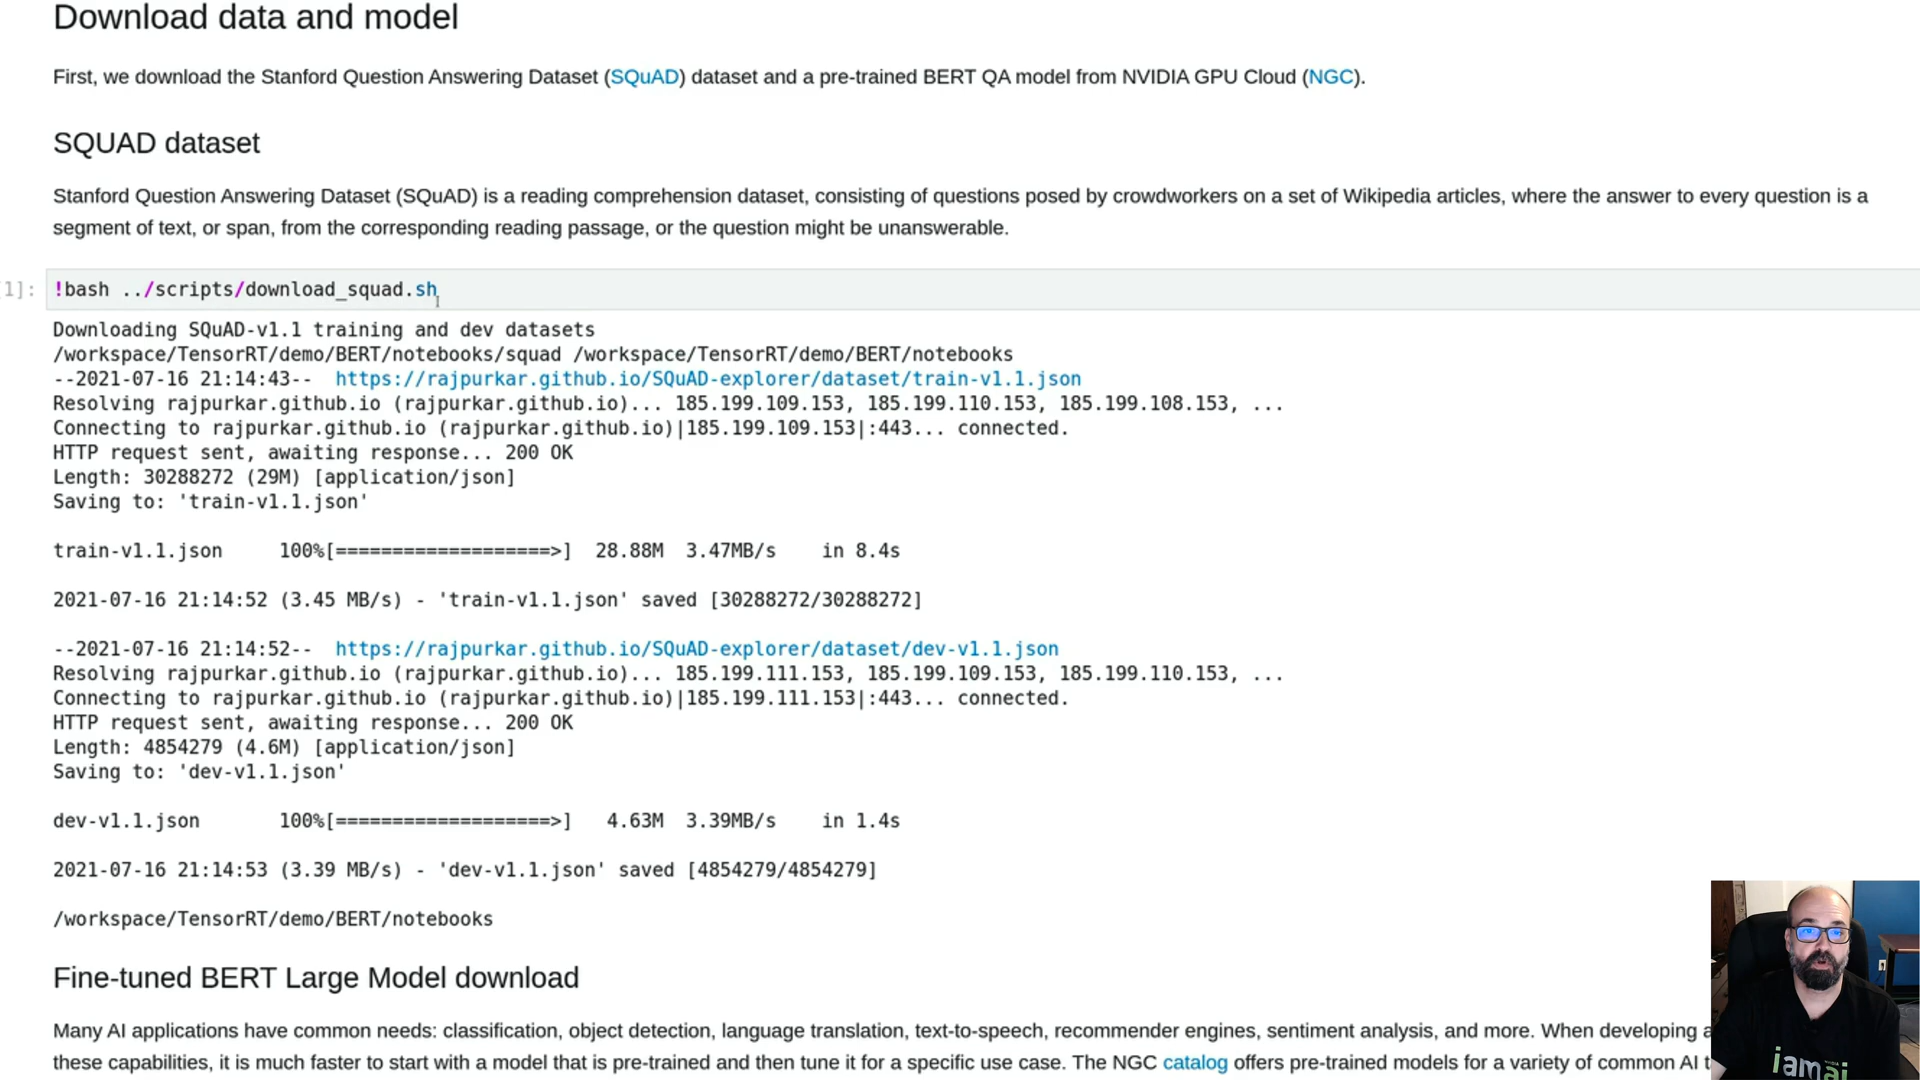 Download data and model
First, we download the Stanford Question Answering Dataset (SQuAD) dataset and a pre-trained BERT QA model from NVIDIA GPU Cloud (NGC).
SQUAD dataset
Stanford Question Answering Dataset (SQuAD) is a reading comprehension dataset, consisting of questions posed by crowdworkers on a set of Wikipedia articles, where the answer to every question is a
segment of text, or span, from the corresponding reading passage, or the question might be unanswerable.
[1]: !bash ../scripts/download_squad.sh
Downloading SQuAD-v1.1 training and dev datasets
/workspace/TensorRT/demo/BERT/notebooks/squad /workspace/TensorRT/demo/BERT/notebooks
--2021-07-16 21:14:43-- https://rajpurkar.github.io/SQuAD-explorer/dataset/train-v1.1.json
Resolving rajpurkar.github.io (rajpurkar.github.io)... 185.199.109.153, 185.199.110.153, 185.199.108.153, ...
Connecting to rajpurkar.github.io (rajpurkar.github.io)|185.199.109.153|:443... connected.
HTTP request sent, awaiting response... 200 OK
Length: 30288272 (29M) [application/json]
Saving to: 'train-v1.1.json'
train-v1.1.json 100%[===================>] 28.88M 3.47MB/s in 8.4s
2021-07-16 21:14:52 (3.45 MB/s) - 'train-v1.1.json' saved [30288272/30288272]
--2021-07-16 21:14:52-- https://rajpurkar.github.io/SQuAD-explorer/dataset/dev-v1.1.json
Resolving rajpurkar.github.io (rajpurkar.github.io)... 185.199.111.153, 185.199.109.153, 185.199.110.153, ...
Connecting to rajpurkar.github.io (rajpurkar.github.io)|185.199.111.153|:443... connected.
HTTP request sent, awaiting response... 200 OK
Length: 4854279 (4.6M) [application/json]
Saving to: 'dev-v1.1.json'
dev-v1.1.json 100%[===================>] 4.63M 3.39MB/s in 1.4s
2021-07-16 21:14:53 (3.39 MB/s) - 'dev-v1.1.json' saved [4854279/4854279]
/workspace/TensorRT/demo/BERT/notebooks
Fine-tuned BERT Large Model download
Many AI applications have common needs: classification, object detection, language translation, text-to-speech, recommender engines, sentiment analysis, and more. When developing
these capabilities, it is much faster to start with a model that is pre-trained and then tune it for a specific use case. The NGC catalog offers pre-trained models for a variety of common AI
iamai